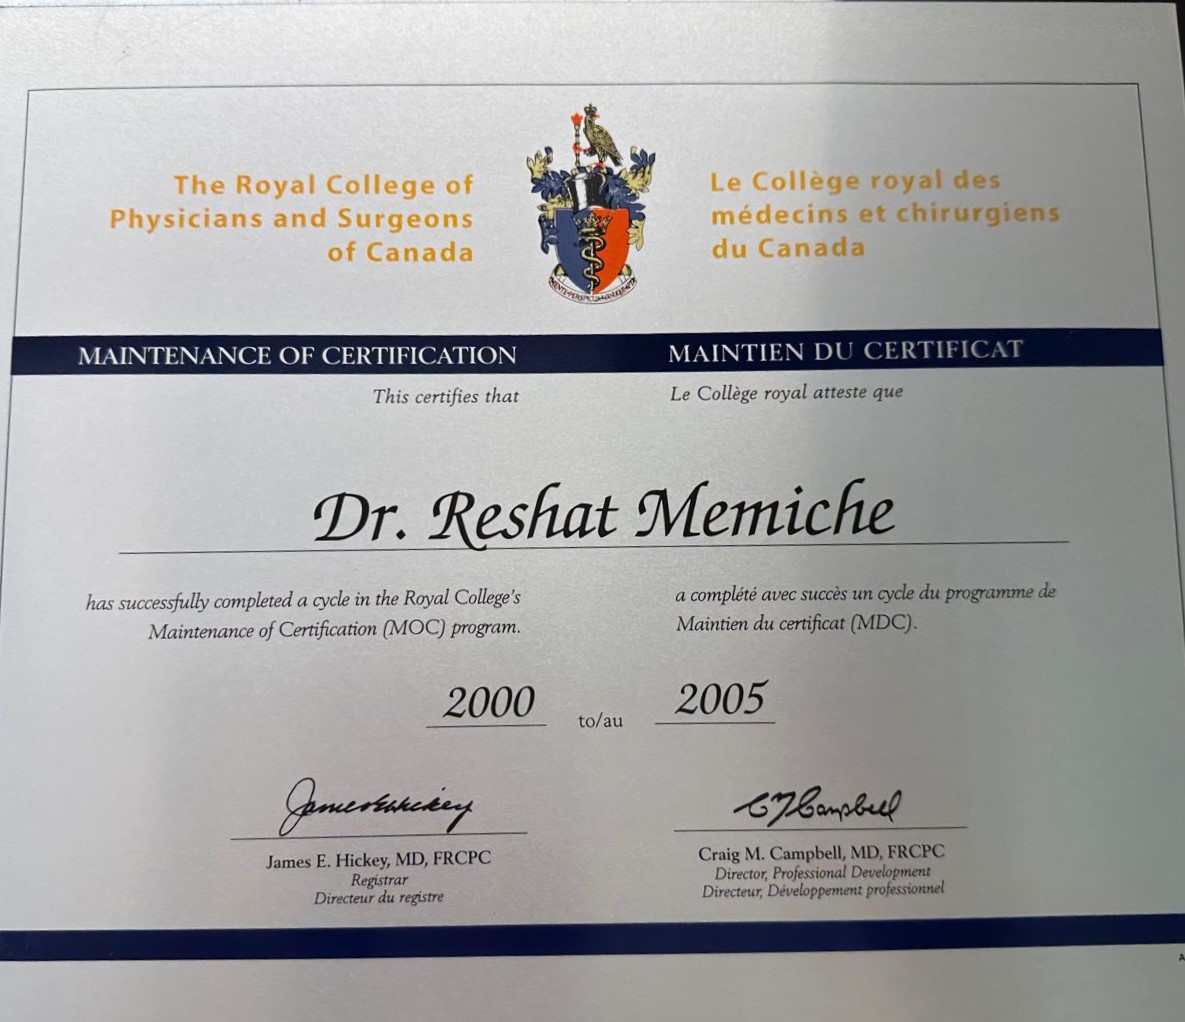 The Royal College of
Physicians and Surgeons
of Canada
Le Collège royal des
médecins et chirurgiens
du Canada
MAINTENANCE OF CERTIFICATION
MAINTIEN DU CERTIFICAT
This certifies that
Le Collège royal atteste que
Dr. Reshat Memiche
has successfully completed a cycle in the Royal College's
Maintenance of Certification (MOC) program.
a complété avec succès un cycle du programme de
Maintien du certificat (MDC).
2000 to/au 2005
James E. Hickey, MD, FRCPC
Registrar
Directeur du registre
Craig M. Campbell, MD, FRCPC
Director, Professional Development
Directeur, Développement professionnel